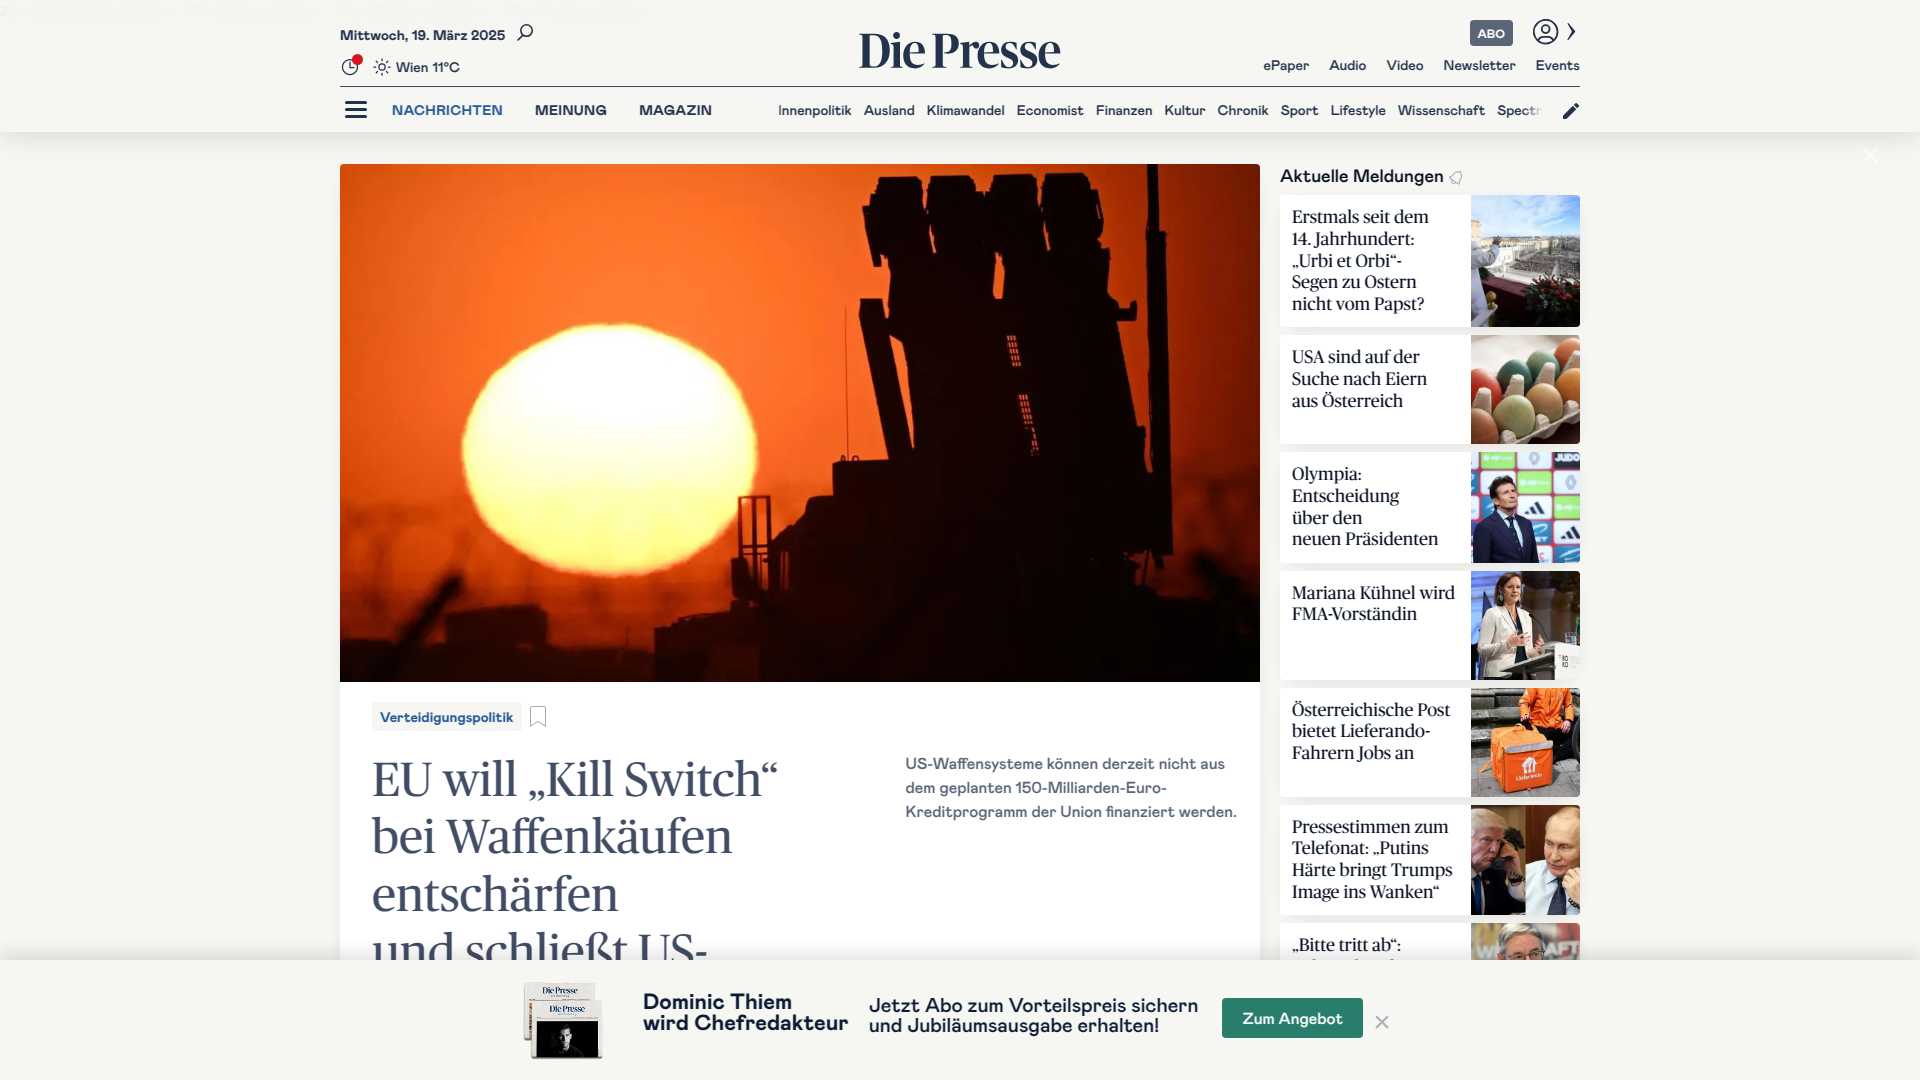 Mittwoch, 19. März 2025
Wien 11°C
Die Presse
ABO
ePaper Audio Video Newsletter Events
NACHRICHTEN MEINUNG MAGAZIN
Innenpolitik Ausland Klimawandel Economist Finanzen Kultur Chronik Sport Lifestyle Wissenschaft Spectr
Verteidigungspolitik
EU will „Kill Switch“
bei Waffenkäufen
entschärfen
und schließt US-
US-Waffensysteme können derzeit nicht aus
dem geplanten 150-Milliarden-Euro-
Kreditprogramm der Union finanziert werden.
Aktuelle Meldungen
Erstmals seit dem
14. Jahrhundert:
„Urbi et Orbi“-
Segen zu Ostern
nicht vom Papst?
USA sind auf der
Suche nach Eiern
aus Österreich
Olympia:
Entscheidung
über den
neuen Präsidenten
JUDO
Mariana Kühnel wird
FMA-Vorständin
Österreichische Post
bietet Lieferando-
Fahrern Jobs an
Pressestimmen zum
Telefonat: „Putins
Härte bringt Trumps
Image ins Wanken“
„Bitte tritt ab“:
Die Presse
Die Presse
Dominic Thiem
wird Chefredakteur
Jetzt Abo zum Vorteilspreis sichern
und Jubiläumsausgabe erhalten!
Zum Angebot